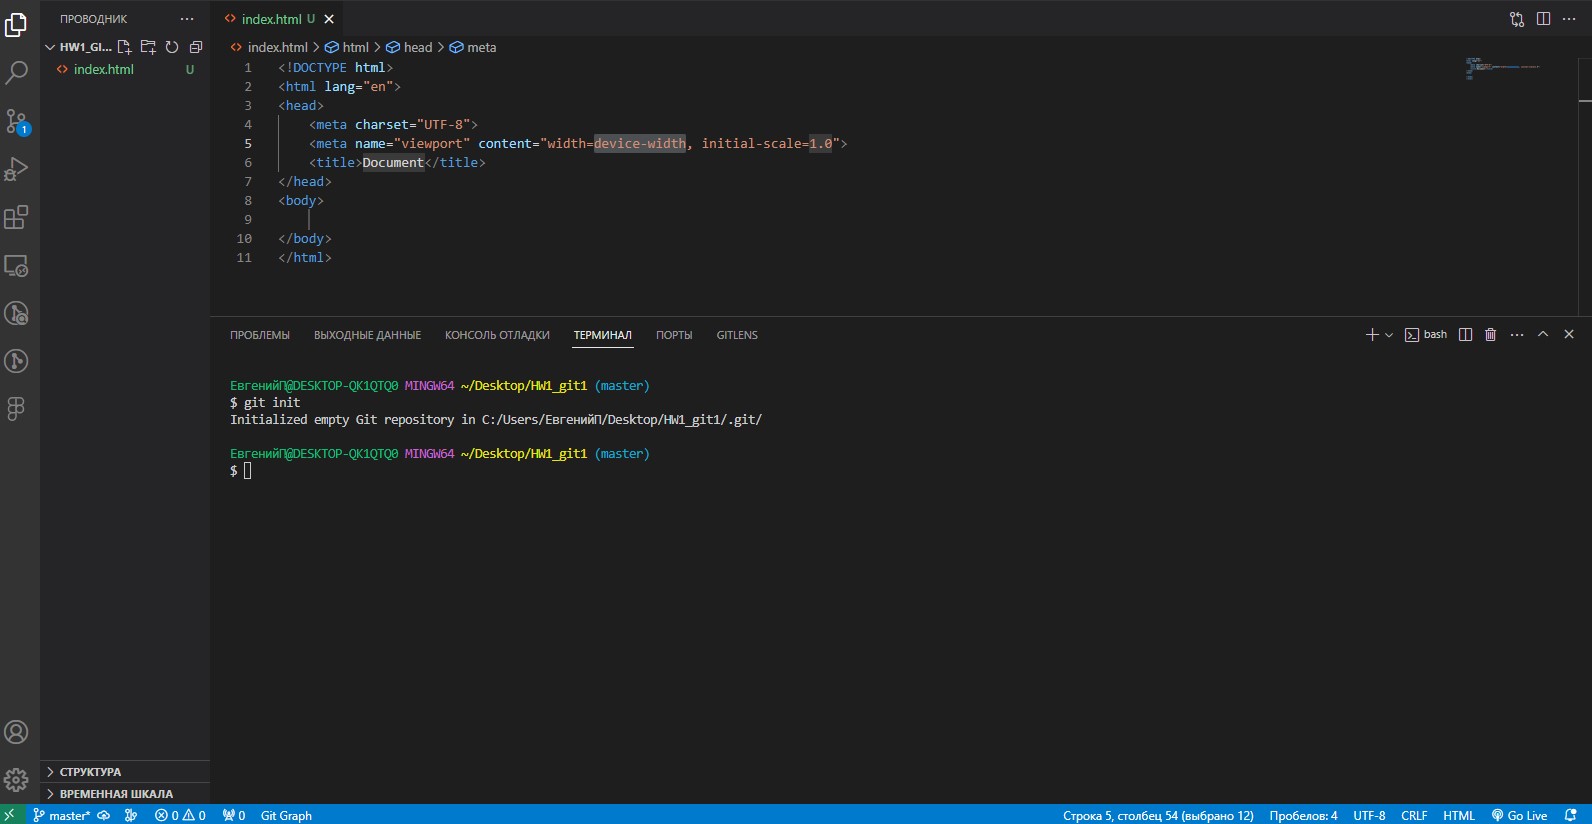 ПРОВОДНИК
HW1_GI...
index.html U
1
СТРУКТУРА
ВРЕМЕННАЯ ШКАЛА
index.html U
index.html > html > head > meta
1 <!DOCTYPE html>
2 <html lang="en">
3 <head>
4 <meta charset="UTF-8">
5 <meta name="viewport" content="width=device-width, initial-scale=1.0">
6 <title>Document</title>
7 </head>
8 <body>
9
10 </body>
11 </html>
ПРОБЛЕМЫ ВЫХОДНЫЕ ДАННЫЕ КОНСОЛЬ ОТЛАДКИ ТЕРМИНАЛ ПОРТЫ GITLENS bash
ЕвгенийП@DESKTOP-QK1QTQ0 MINGW64 ~/Desktop/HW1_git1 (master)
$ git init
Initialized empty Git repository in C:/Users/ЕвгенийП/Desktop/HW1_git1/.git/
ЕвгенийП@DESKTOP-QK1QTQ0 MINGW64 ~/Desktop/HW1_git1 (master)
$
master* 0 0 0 Git Graph Строка 5, столбец 54 (выбрано 12) Пробелов: 4 UTF-8 CRLF HTML Go Live